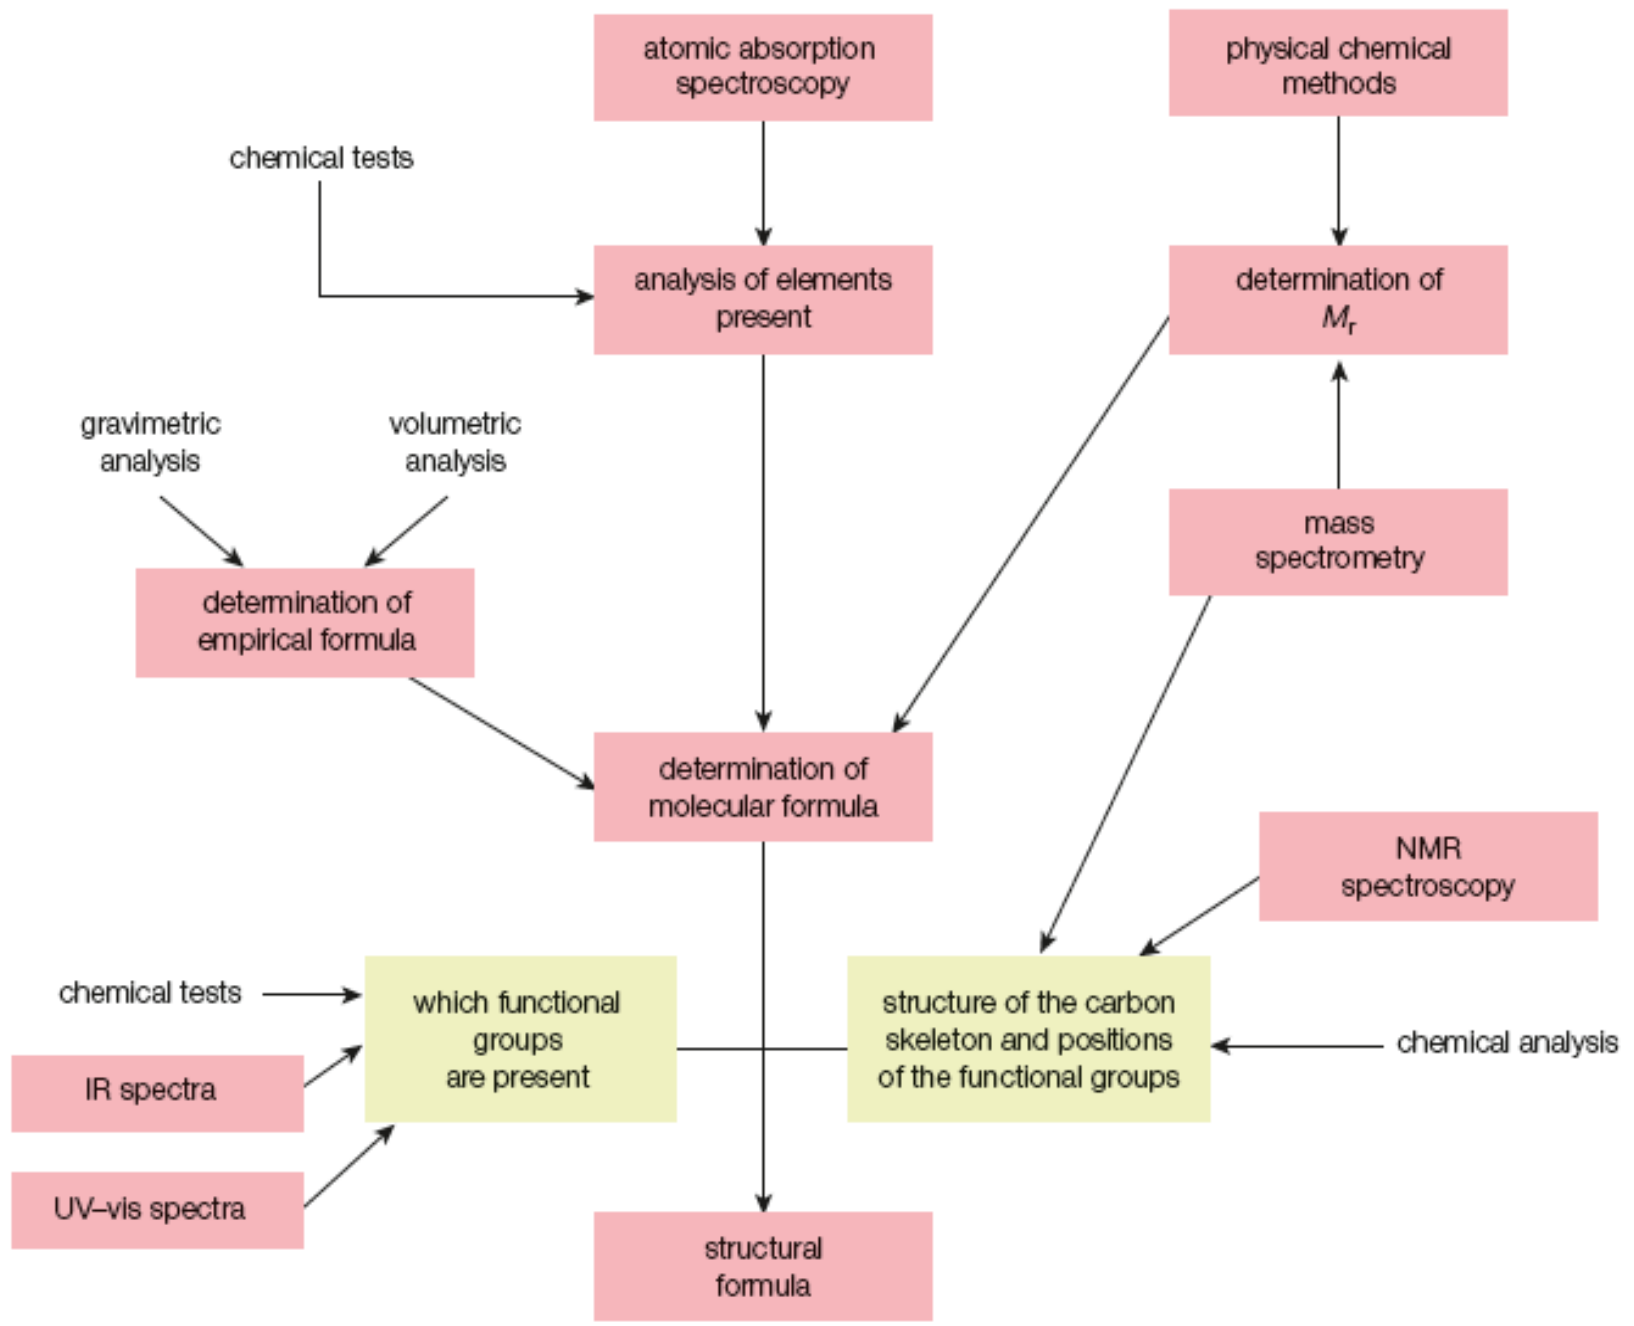 atomic absorption
spectroscopy
physical chemical
methods
chemical tests
analysis of elements
present
determination of
Mr
gravimetric
analysis
volumetric
analysis
mass
spectrometry
determination of
empirical formula
determination of
molecular formula
NMR
spectroscopy
chemical tests
which functional
groups
are present
structure of the carbon
skeleton and positions
of the functional groups
chemical analysis
IR spectra
UV–vis spectra
structural
formula